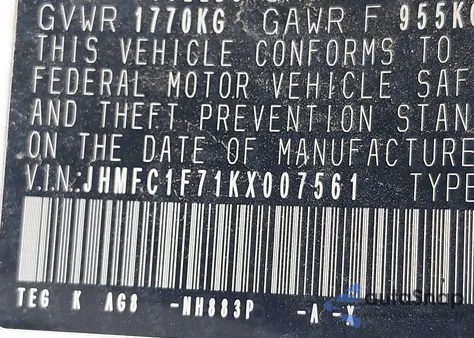 GVWR 1770KG GAWR F 955KG
THIS VEHICLE CONFORMS TO
FEDERAL MOTOR VEHICLE SAF
AND THEFT PREVENTION STAN
ON THE DATE OF MANUFACTURE
V.I.N.: JHMFC1F71KX007561 TYPE
TEG K AG8 -NH883P -A -X
AutoSnap